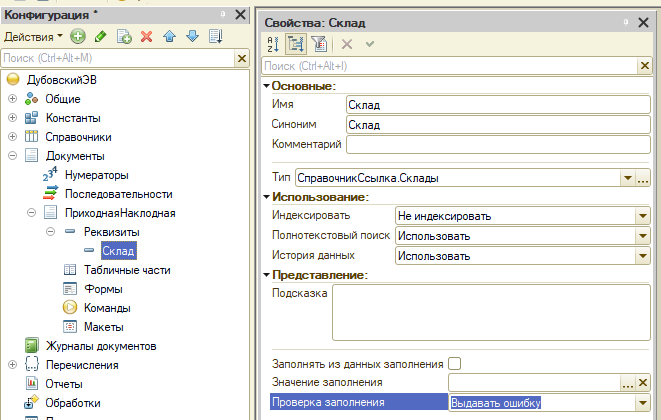 Конфигурация *
Действия
Поиск (Ctrl+Alt+M)
ДубовскийЭВ
Общие
Константы
Справочники
Документы
Нумераторы
Последовательности
ПриходнаяНаклодная
Реквизиты
Склад
Табличные части
Формы
Команды
Макеты
Журналы документов
Перечисления
Отчеты
Обработки
Свойства: Склад
Поиск (Ctrl+Alt+I)
Основные:
Имя Склад
Синоним Склад
Комментарий
Тип СправочникСсылка.Склады ...
Использование:
Индексировать Не индексировать
Полнотекстовый поиск Использовать
История данных Использовать
Представление:
Подсказка
Заполнять из данных заполнения
Значение заполнения ...
Проверка заполнения Выдавать ошибку